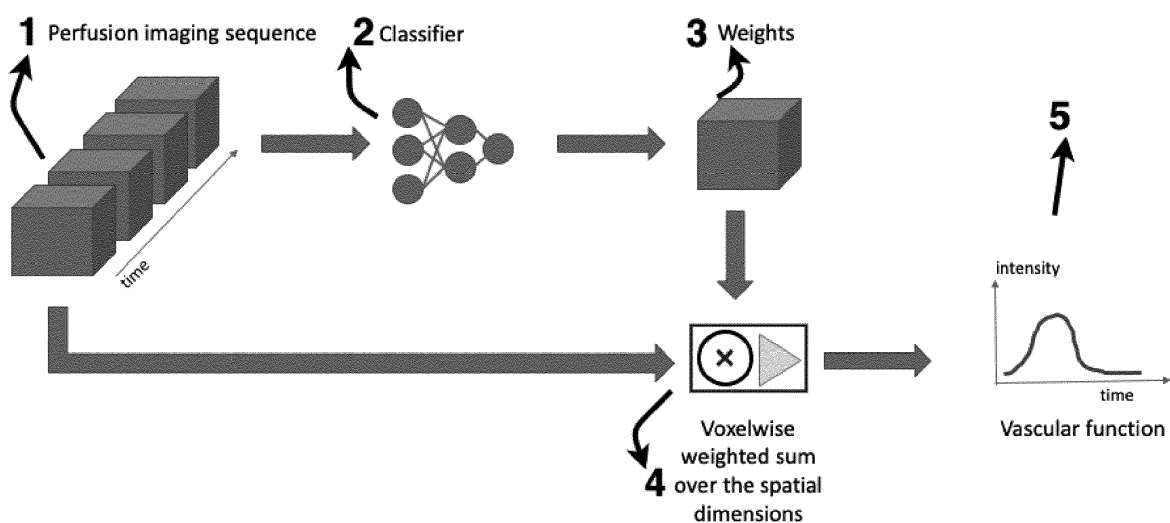 1 Perfusion imaging sequence
2 Classifier
3 Weights
5
time
intensity
×
time
Vascular function
4
Voxelwise
weighted sum
over the spatial
dimensions